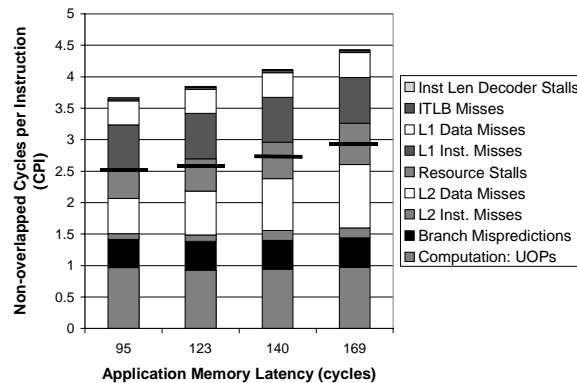 Non-overlapped Cycles per Instruction
(CPI)
5
4.5
4
3.5
3
2.5
2
1.5
1
0.5
0
95
123
140
169
Application Memory Latency (cycles)
Inst Len Decoder Stalls
ITLB Misses
L1 Data Misses
L1 Inst. Misses
Resource Stalls
L2 Data Misses
L2 Inst. Misses
Branch Mispredictions
Computation: UOPs